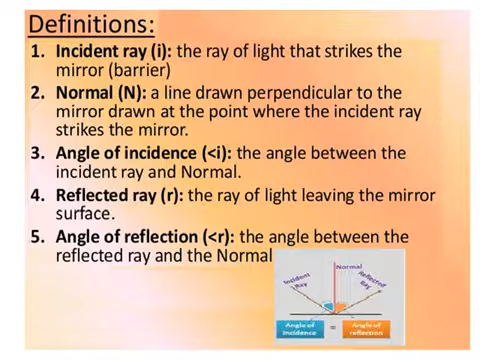 Definitions:
1. Incident ray (i): the ray of light that strikes the
mirror (barrier)
2. Normal (N): a line drawn perpendicular to the
mirror drawn at the point where the incident ray
strikes the mirror.
3. Angle of incidence (<i): the angle between the
incident ray and Normal.
4. Reflected ray (r): the ray of light leaving the mirror
surface.
5. Angle of reflection (<r): the angle between the
reflected ray and the Normal
Incident
Ray
Normal
Reflected
Ray
Angle of
incidence
=
Angle of
reflection